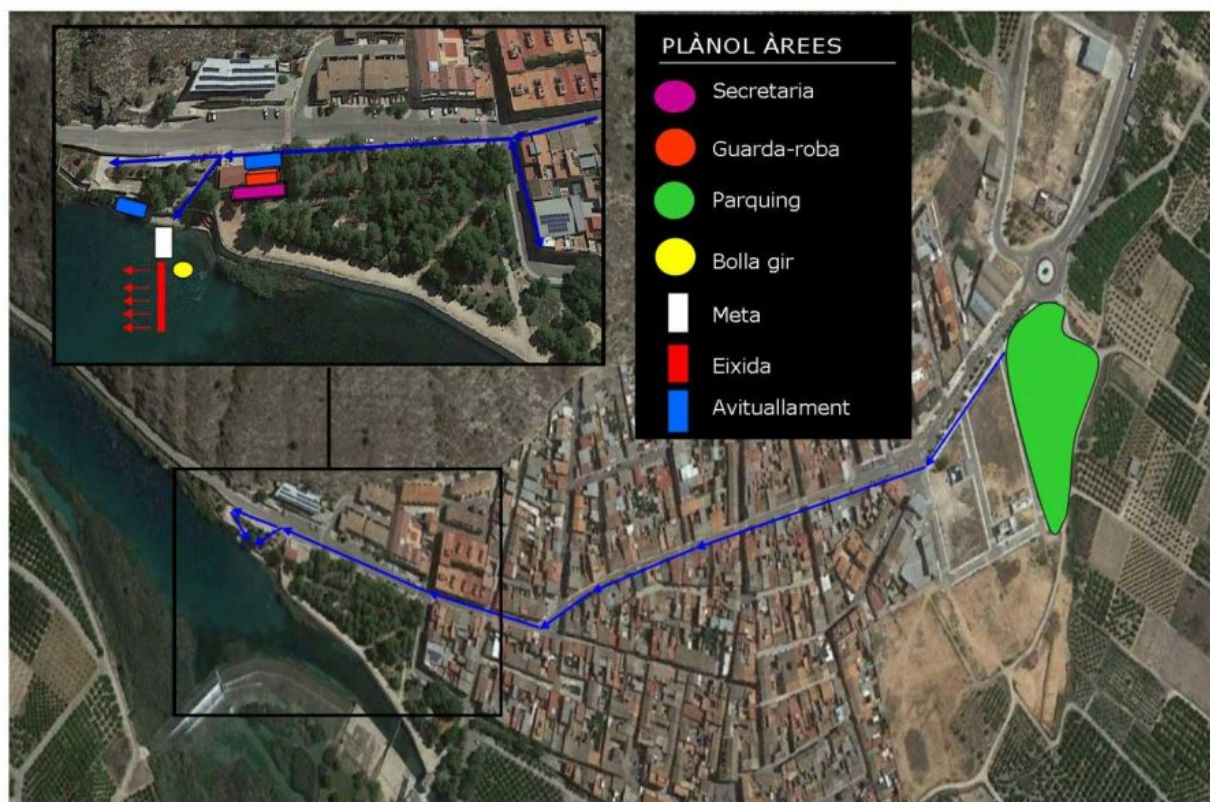 PLÀNOL ÀREES
Secretaria
Guarda-roba
Parquing
Bolla gir
Meta
Eixida
Avituallament